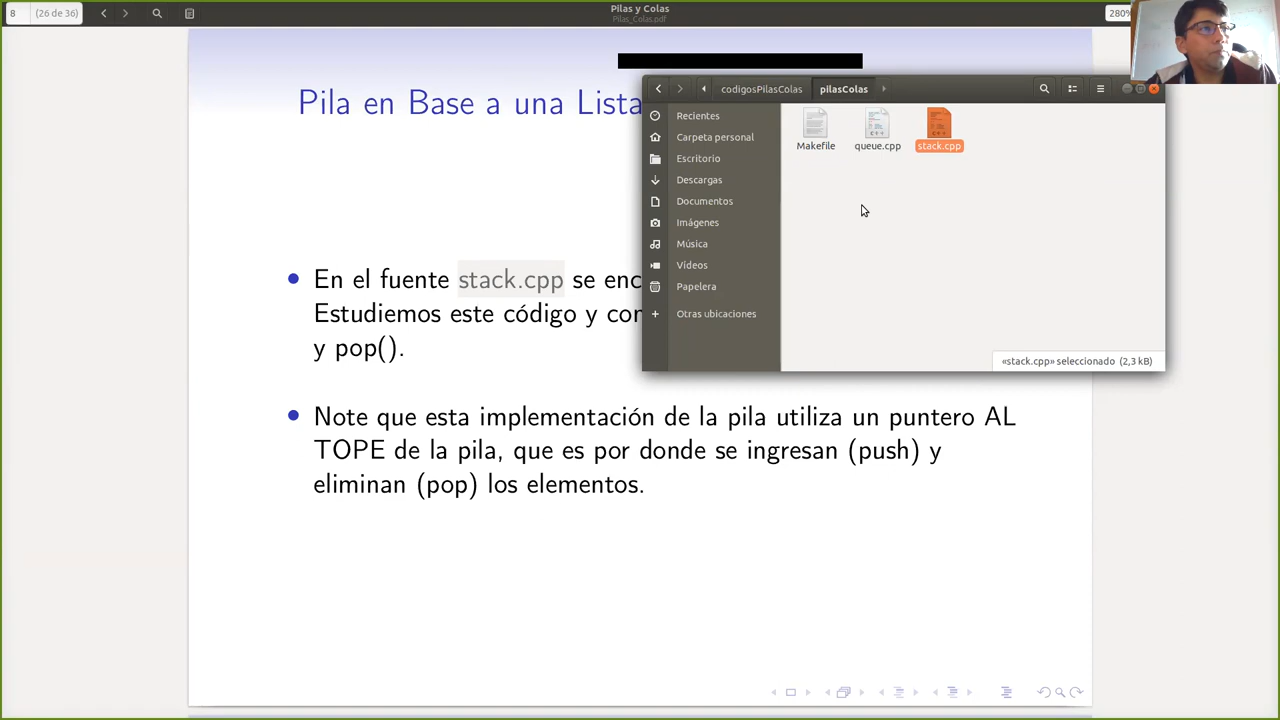 8 (26 de 36)
Pilas y Colas
Pilas_Colas.pdf
280%
Pila en Base a una Lista
codigosPilasColas pilasColas
Recientes
Carpeta personal
Escritorio
Descargas
Documentos
Imágenes
Música
Vídeos
Papelera
Otras ubicaciones
Makefile queue.cpp stack.cpp
«stack.cpp» seleccionado (2,3 kB)
En el fuente stack.cpp se enc
Estudiemos este código y con
y pop().
Note que esta implementación de la pila utiliza un puntero AL
TOPE de la pila, que es por donde se ingresan (push) y
eliminan (pop) los elementos.